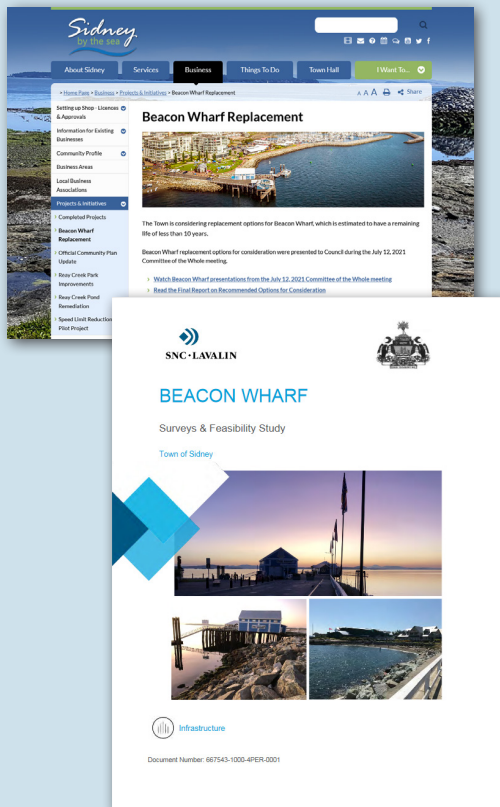 Sidney
by the sea
About Sidney Services Business Things To Do Town Hall I Want To...
• Home Page • Business • Projects & Initiatives • Beacon Wharf Replacement
A A A Share
Setting up Shop - Licences
& Approvals
Information for Existing
Businesses
Community Profile
Business Areas
Local Business
Associations
Projects & Initiatives
Completed Projects
Beacon Wharf
Replacement
Official Community Plan
Update
Reay Creek Park
Improvements
Reay Creek Pond
Remediation
Speed Limit Reduction
Pilot Project
Beacon Wharf Replacement
The Town is considering replacement options for Beacon Wharf, which is estimated to have a remaining
life of less than 10 years.
Beacon Wharf replacement options for consideration were presented to Council during the July 12, 2021
Committee of the Whole meeting.
Watch Beacon Wharf presentations from the July 12, 2021 Committee of the Whole meeting
Read the Final Report on Recommended Options for Consideration
SNC•LAVALIN
BEACON WHARF
Surveys & Feasibility Study
Town of Sidney
Infrastructure
Document Number: 667543-1000-4PER-0001